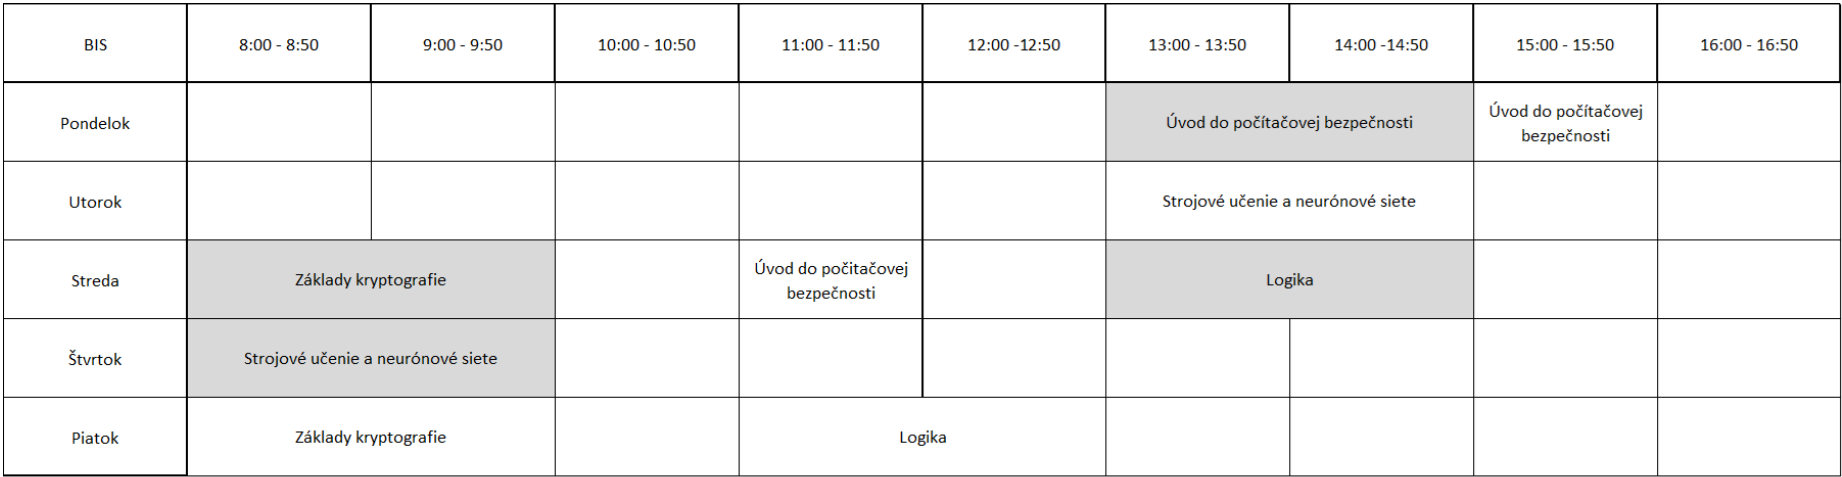 BIS 8:00 - 8:50 9:00 - 9:50 10:00 - 10:50 11:00 - 11:50 12:00 -12:50 13:00 - 13:50 14:00 -14:50 15:00 - 15:50 16:00 - 16:50
Pondelok Úvod do počítačovej bezpečnosti Úvod do počítačovej
bezpečnosti
Utorok Strojové učenie a neurónové siete
Streda Základy kryptografie Úvod do počitačovej
bezpečnosti
Logika
Štvrtok Strojové učenie a neurónové siete
Piatok Základy kryptografie Logika